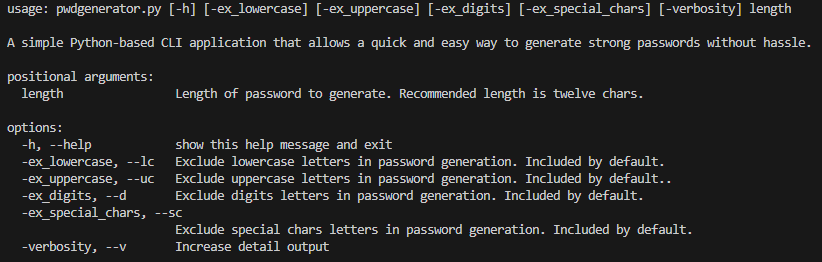 usage: pwdgenerator.py [-h] [-ex_lowercase] [-ex_uppercase] [-ex_digits] [-ex_special_chars] [-verbosity] length
A simple Python-based CLI application that allows a quick and easy way to generate strong passwords without hassle.
positional arguments:
length Length of password to generate. Recommended length is twelve chars.
options:
-h, --help show this help message and exit
-ex_lowercase, --lc Exclude lowercase letters in password generation. Included by default.
-ex_uppercase, --uc Exclude uppercase letters in password generation. Included by default..
-ex_digits, --d Exclude digits letters in password generation. Included by default.
-ex_special_chars, --sc
Exclude special chars letters in password generation. Included by default.
-verbosity, --v Increase detail output